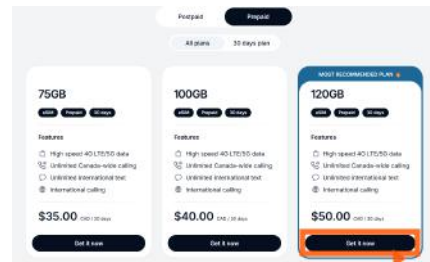 Postpaid
Prepaid
All plans
30 days plan
MOST RECOMMENDED PLAN 🔥
75GB
eSIM Prepaid 30 days
Features
High speed 4G LTE/5G data
Unlimited Canada-wide calling
Unlimited international text
International calling
$35.00 CAD / 30 days
Get it now
100GB
eSIM Prepaid 30 days
Features
High speed 4G LTE/5G data
Unlimited Canada-wide calling
Unlimited international text
International calling
$40.00 CAD / 30 days
Get it now
120GB
eSIM Prepaid 30 days
Features
High speed 4G LTE/5G data
Unlimited Canada-wide calling
Unlimited international text
International calling
$50.00 CAD / 30 days
Get it now